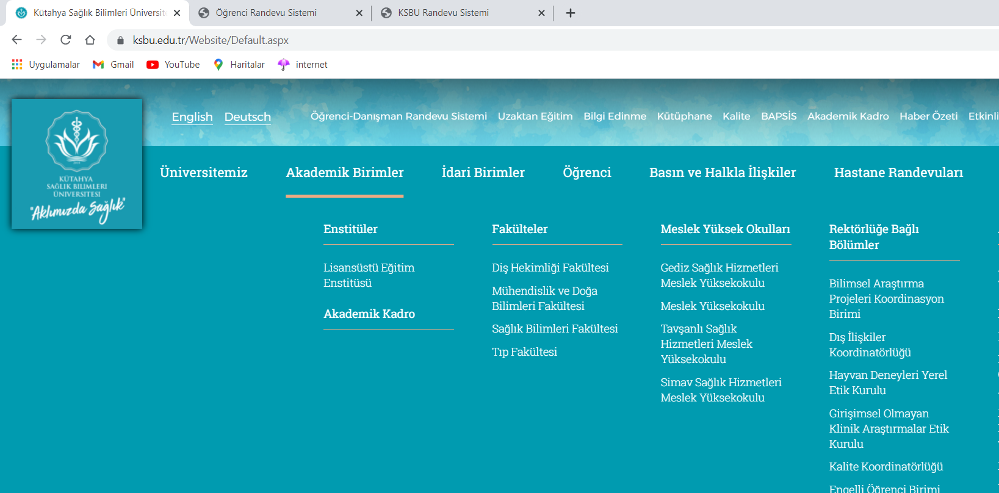 Kütahya Sağlık Bilimleri Üniversite
Öğrenci Randevu Sistemi
KSBU Randevu Sistemi
ksbu.edu.tr/Website/Default.aspx
Uygulamalar
Gmail
YouTube
Haritalar
internet
English
Deutsch
Öğrenci-Danışman Randevu Sistemi
Uzaktan Eğitim
Bilgi Edinme
Kütüphane
Kalite
BAPSİS
Akademik Kadro
Haber Özeti
Etkinli
KÜTAHYA
SAĞLIK BİLİMLERİ
ÜNİVERSİTESİ
"Aklımızda Sağlık"
Üniversitemiz
Akademik Birimler
İdari Birimler
Öğrenci
Basın ve Halkla İlişkiler
Hastane Randevuları
Enstitüler
Lisansüstü Eğitim
Enstitüsü
Akademik Kadro
Fakülteler
Diş Hekimliği Fakültesi
Mühendislik ve Doğa
Bilimleri Fakültesi
Sağlık Bilimleri Fakültesi
Tıp Fakültesi
Meslek Yüksek Okulları
Gediz Sağlık Hizmetleri
Meslek Yüksekokulu
Meslek Yüksekokulu
Tavşanlı Sağlık
Hizmetleri Meslek
Yüksekokulu
Simav Sağlık Hizmetleri
Meslek Yüksekokulu
Rektörlüğe Bağlı
Bölümler
Bilimsel Araştırma
Projeleri Koordinasyon
Birimi
Dış İlişkiler
Koordinatörlüğü
Hayvan Deneyleri Yerel
Etik Kurulu
Girişimsel Olmayan
Klinik Araştırmalar Etik
Kurulu
Kalite Koordinatörlüğü
Engelli Öğrenci Birimi